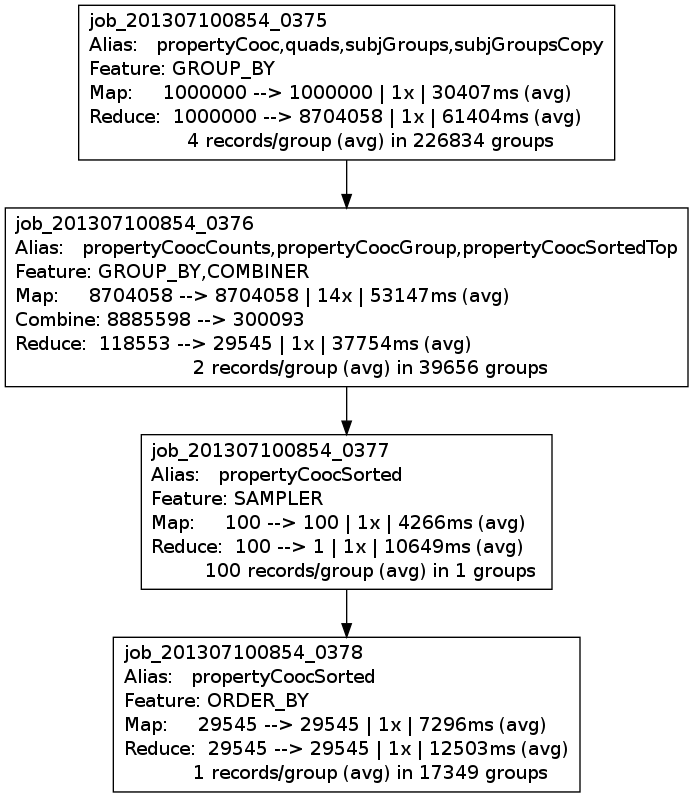 job_201307100854_0375
Alias: propertyCooc,quads,subjGroups,subjGroupsCopy
Feature: GROUP_BY
Map: 1000000 --> 1000000 | 1x | 30407ms (avg)
Reduce: 1000000 --> 8704058 | 1x | 61404ms (avg)
4 records/group (avg) in 226834 groups
job_201307100854_0376
Alias: propertyCoocCounts,propertyCoocGroup,propertyCoocSortedTop
Feature: GROUP_BY,COMBINER
Map: 8704058 --> 8704058 | 14x | 53147ms (avg)
Combine: 8885598 --> 300093
Reduce: 118553 --> 29545 | 1x | 37754ms (avg)
2 records/group (avg) in 39656 groups
job_201307100854_0377
Alias: propertyCoocSorted
Feature: SAMPLER
Map: 100 --> 100 | 1x | 4266ms (avg)
Reduce: 100 --> 1 | 1x | 10649ms (avg)
100 records/group (avg) in 1 groups
job_201307100854_0378
Alias: propertyCoocSorted
Feature: ORDER_BY
Map: 29545 --> 29545 | 1x | 7296ms (avg)
Reduce: 29545 --> 29545 | 1x | 12503ms (avg)
1 records/group (avg) in 17349 groups